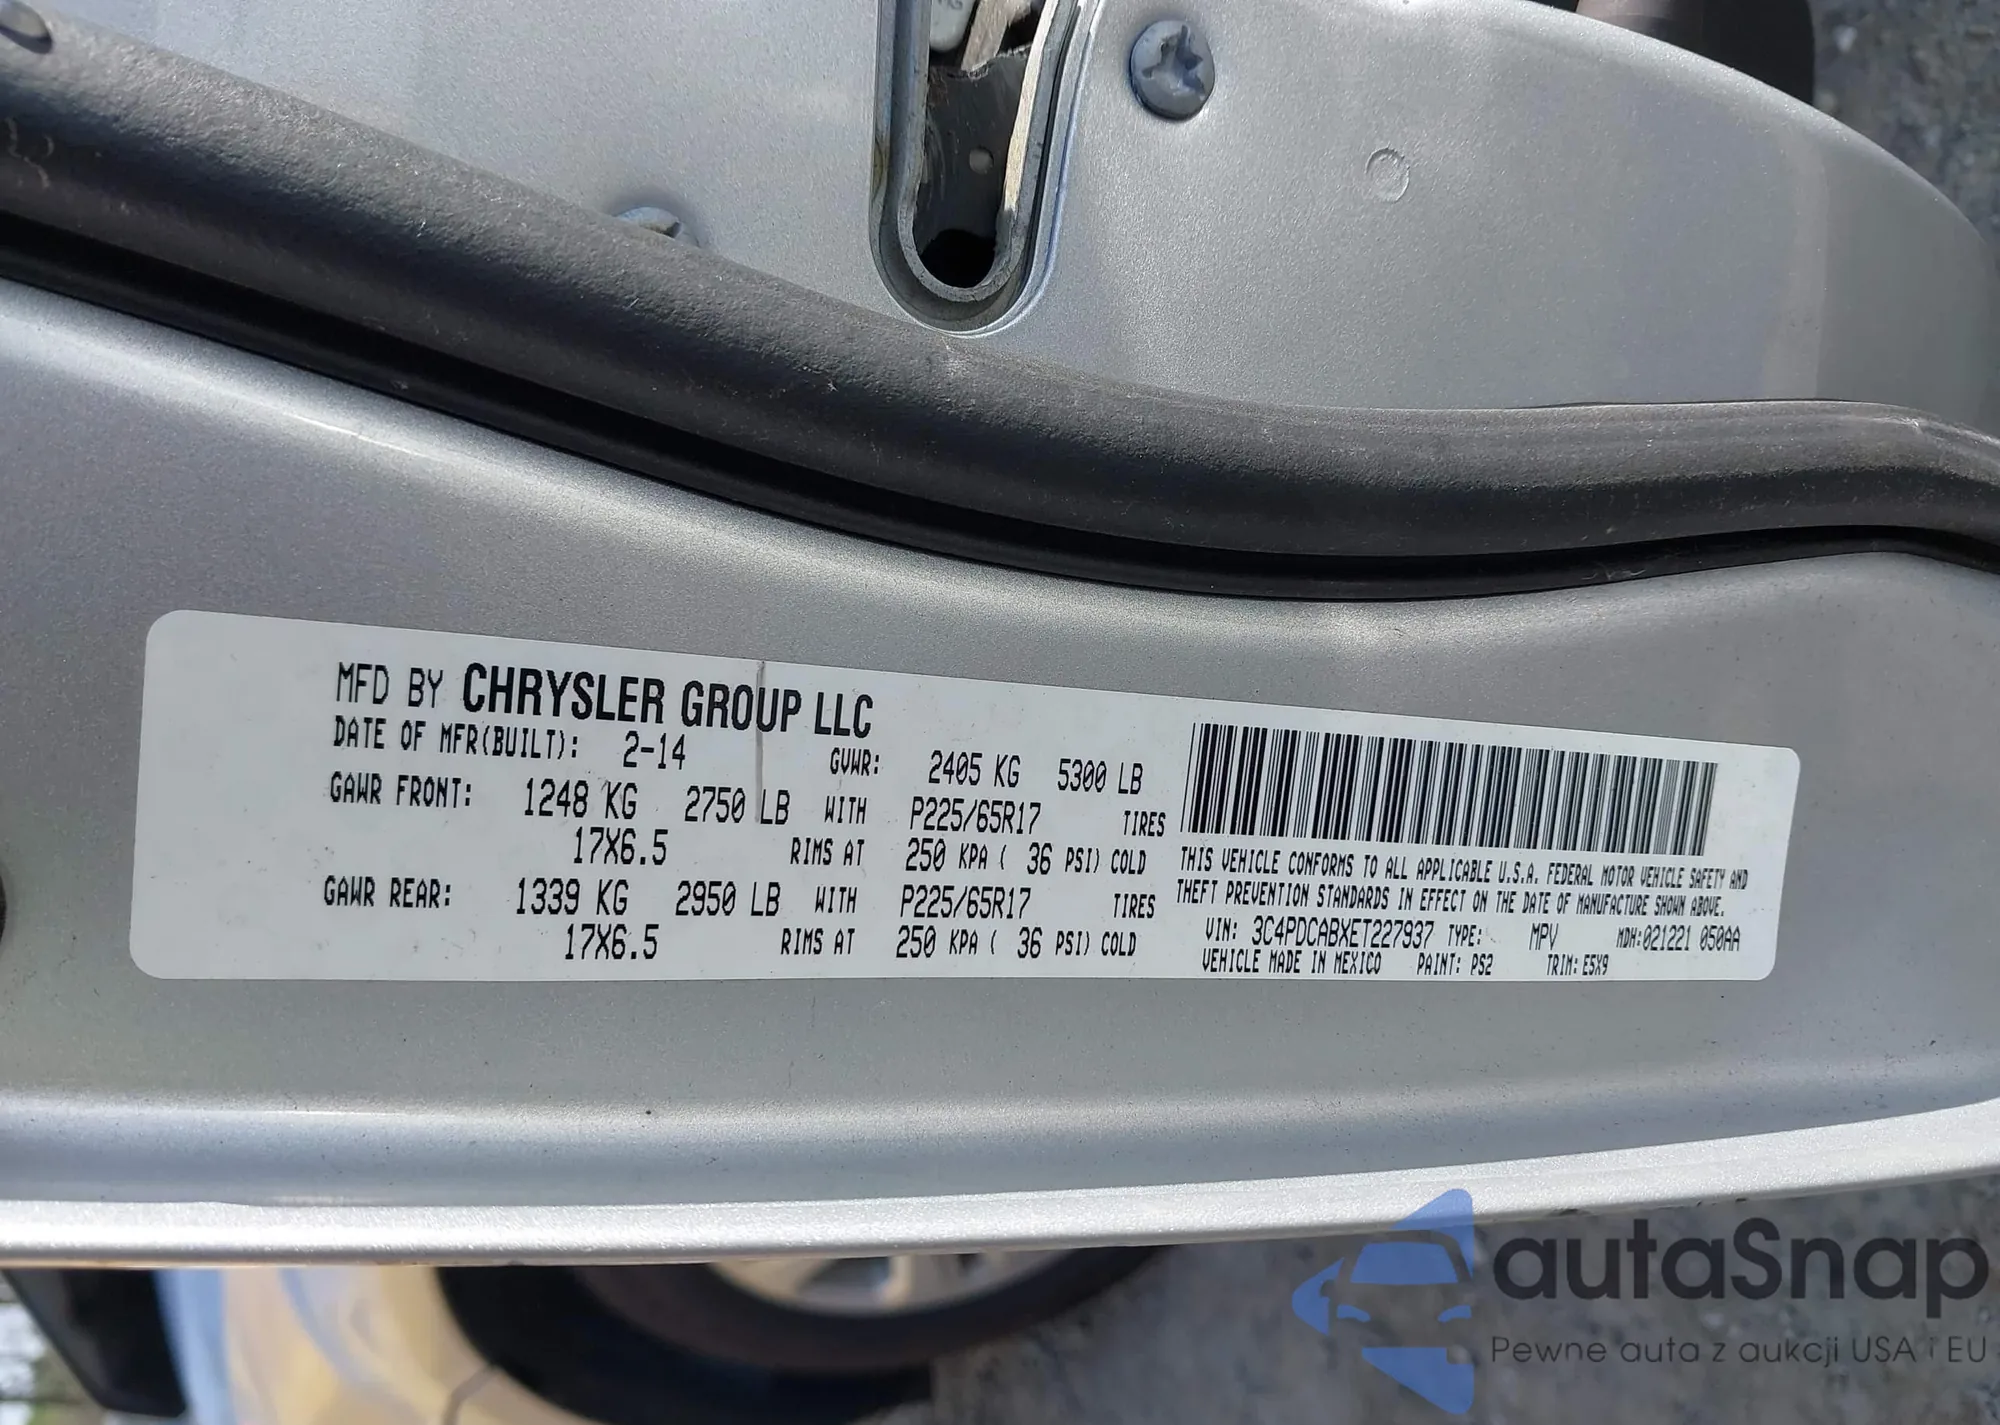 MFD BY CHRYSLER GROUP LLC
DATE OF MFR(BUILT): 2-14 GVWR: 2405 KG 5300 LB
GAWR FRONT: 1248 KG 2750 LB WITH P225/65R17 TIRES
17X6.5 RIMS AT 250 KPA ( 36 PSI) COLD
GAWR REAR: 1339 KG 2950 LB WITH P225/65R17 TIRES
17X6.5 RIMS AT 250 KPA ( 36 PSI) COLD
THIS VEHICLE CONFORMS TO ALL APPLICABLE U.S.A. FEDERAL MOTOR VEHICLE SAFETY AND
THEFT PREVENTION STANDARDS IN EFFECT ON THE DATE OF MANUFACTURE SHOWN ABOVE.
VIN: 3C4PDCABXET227937 TYPE: MPV MDH:021221 050AA
VEHICLE MADE IN MEXICO PAINT: PS2 TRIM: E5X9
autaSnap
Pewne auta z aukcji USA i EU